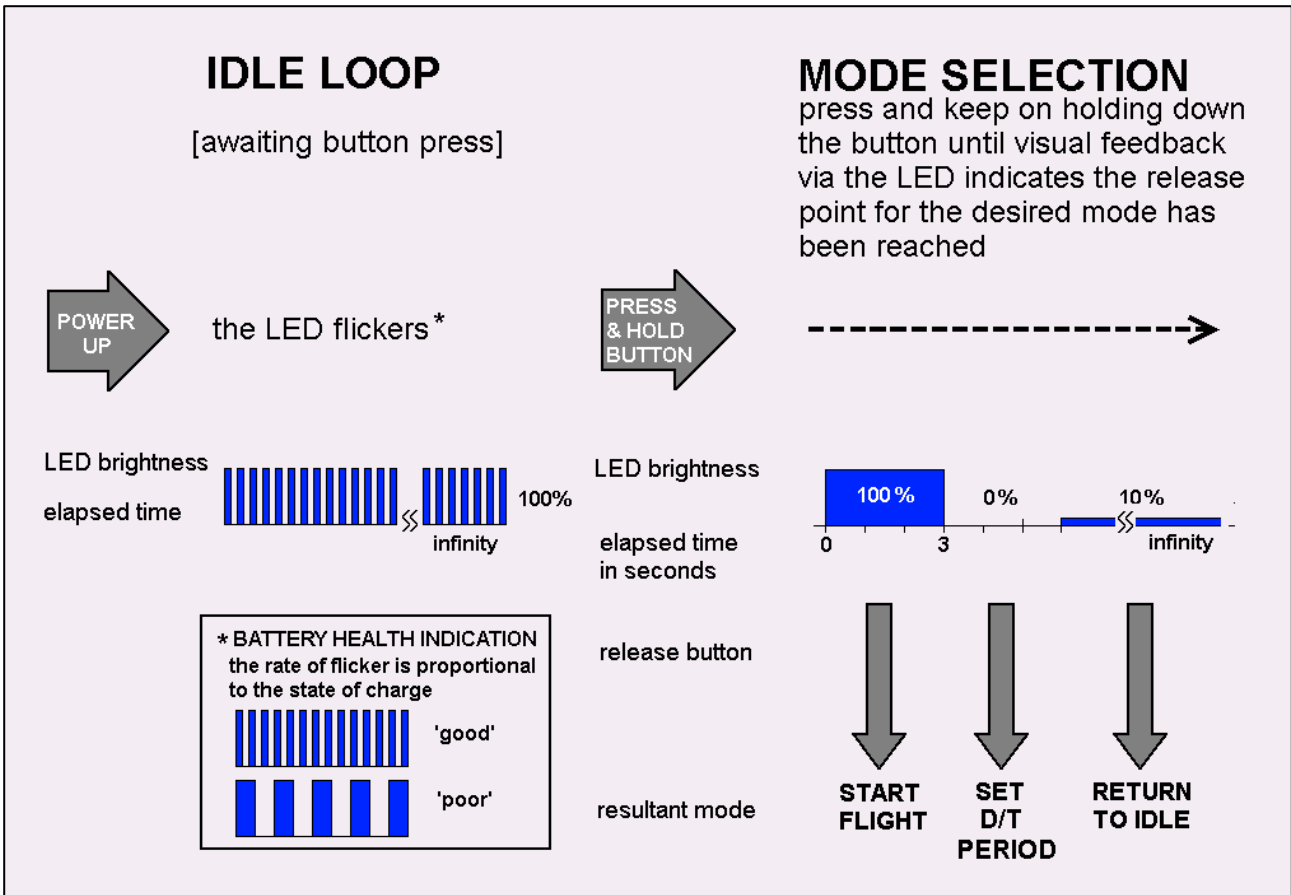 IDLE LOOP
[awaiting button press]
MODE SELECTION
press and keep on holding down
the button until visual feedback
via the LED indicates the release
point for the desired mode has
been reached
POWER
UP
the LED flickers*
PRESS
& HOLD
BUTTON
LED brightness
elapsed time
100%
infinity
LED brightness
100%
0%
10%
elapsed time
in seconds
0
3
infinity
* BATTERY HEALTH INDICATION
the rate of flicker is proportional
to the state of charge
'good'
'poor'
release button
resultant mode
START
FLIGHT
SET
D/T
PERIOD
RETURN
TO IDLE